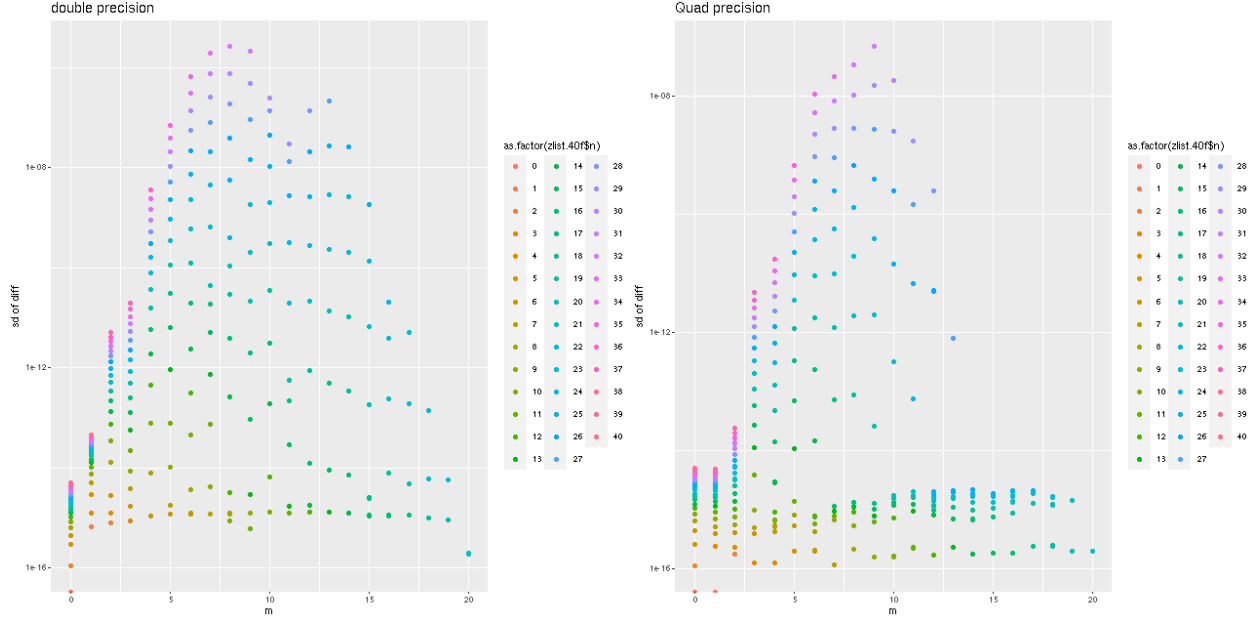 double precision
sd of diff
1e-08
1e-12
1e-16
0 5 10 15 20
m
as.factor(zlist.40f$n)
0 14 28
1 15 29
2 16 30
3 17 31
4 18 32
5 19 33
6 20 34
7 21 35
8 22 36
9 23 37
10 24 38
11 25 39
12 26 40
13 27
Quad precision
sd of diff
1e-08
1e-12
1e-16
0 5 10 15 20
m
as.factor(zlist.40f$n)
0 14 28
1 15 29
2 16 30
3 17 31
4 18 32
5 19 33
6 20 34
7 21 35
8 22 36
9 23 37
10 24 38
11 25 39
12 26 40
13 27